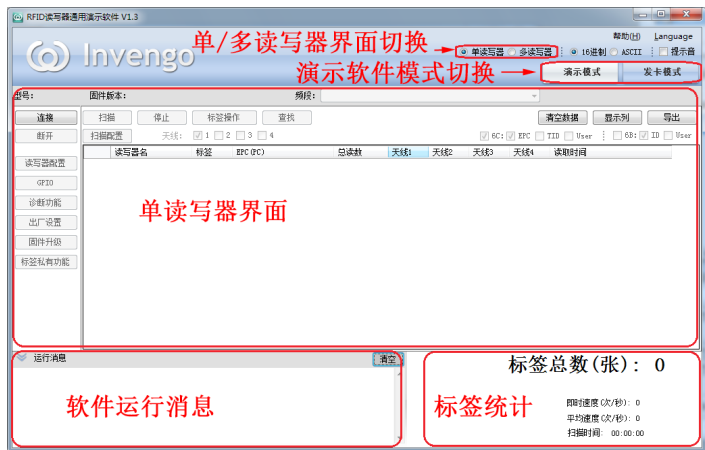 RFID读写器通用演示软件 V1.3
帮助(H) Language
Invengo
单/多读写器界面切换
单读写器 多读写器 16进制 ASCII 提示音
演示软件模式切换
演示模式 发卡模式
型号: 固件版本: 频段:
连接 扫描 停止 标签操作 查找 清空数据 显示列 导出
断开 扫描配置 天线: 1 2 3 4 6C: EPC TID User 6B: ID User
读写器名 标签 EPC(PC) 总读数 天线1 天线2 天线3 天线4 读取时间
读写器配置
GPIO
诊断功能
单读写器界面
出厂设置
固件升级
标签私有功能
运行消息 清空
标签总数(张): 0
软件运行消息
标签统计
即时速度(次/秒): 0
平均速度(次/秒): 0
扫描时间: 00:00:00